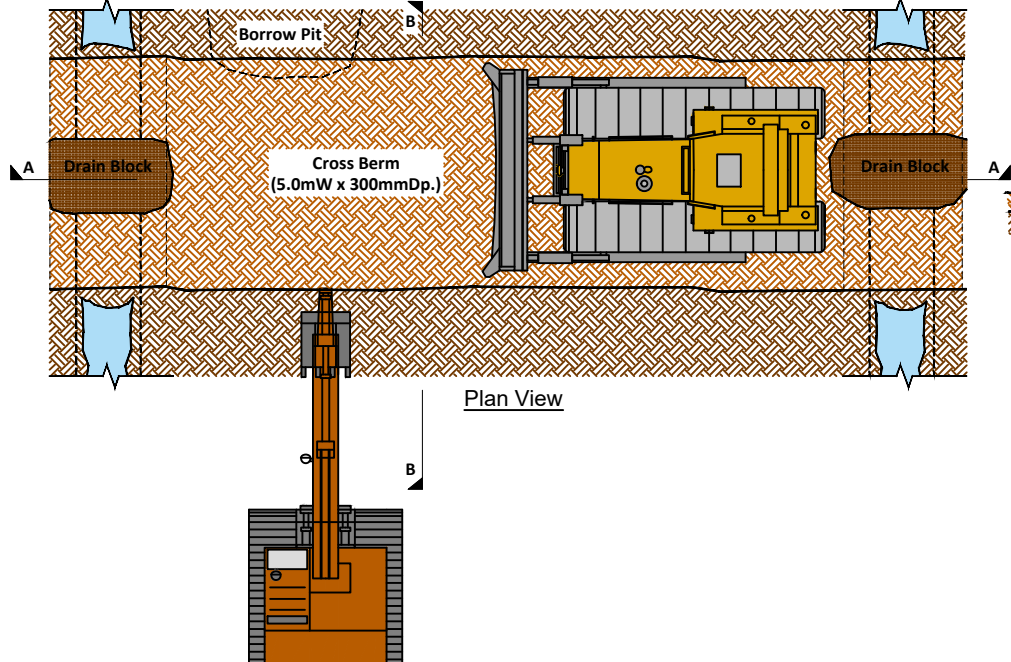 B
Borrow Pit
A
Drain Block
Cross Berm
(5.0mW x 300mmDp.)
Drain Block
A
Plan View
B